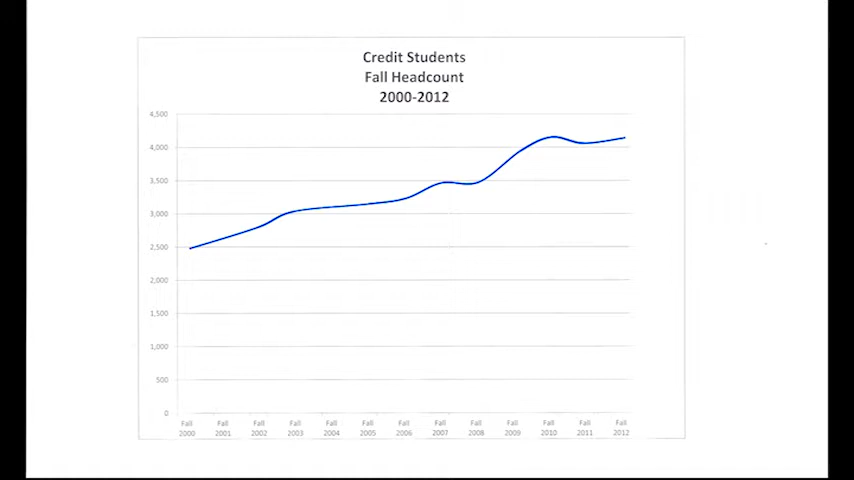 Credit Students
Fall Headcount
2000-2012
4,500
4,000
3,500
3,000
2,500
2,000
1,500
1,000
500
0
Fall Fall Fall Fall Fall Fall Fall Fall Fall Fall Fall Fall Fall
2000 2001 2002 2003 2004 2005 2006 2007 2008 2009 2010 2011 2012